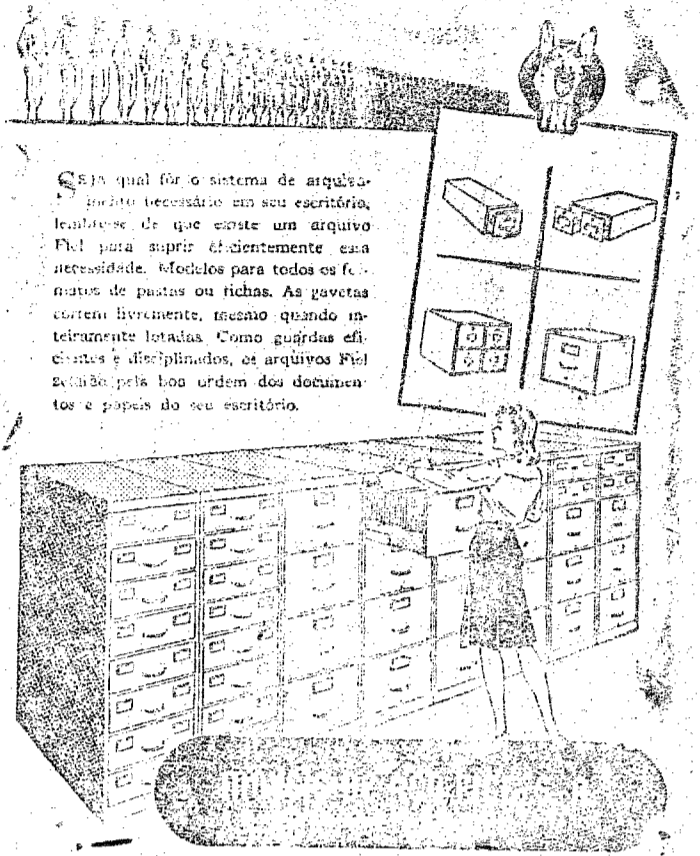 Seja qual fôr o sistema de arquiva-
mento necessário em seu escritório,
lembre-se de que existe um arquivo
Fiel para suprir eficientemente essa
necessidade. Modelos para todos os for-
matos de pastas ou fichas. As gavetas
correm livremente, mesmo quando in-
teiramente lotadas. Como guardas efi-
cientes e disciplinados, os arquivos Fiel
zelarão pela boa ordem dos documen-
tos e papeis do seu escritório.